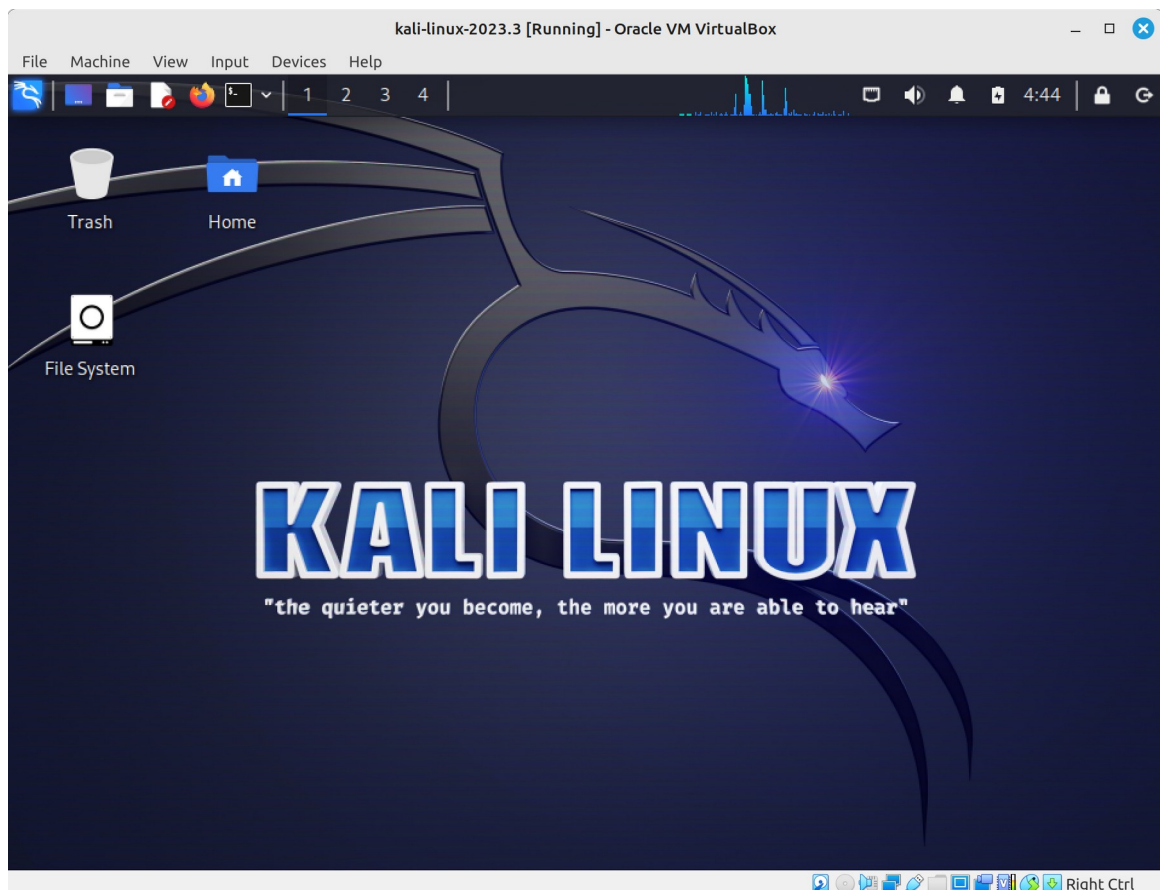 kali-linux-2023.3 [Running] - Oracle VM VirtualBox
File Machine View Input Devices Help
1 2 3 4 4:44
Trash Home
File System
KALI LINUX
"the quieter you become, the more you are able to hear"
Right Ctrl